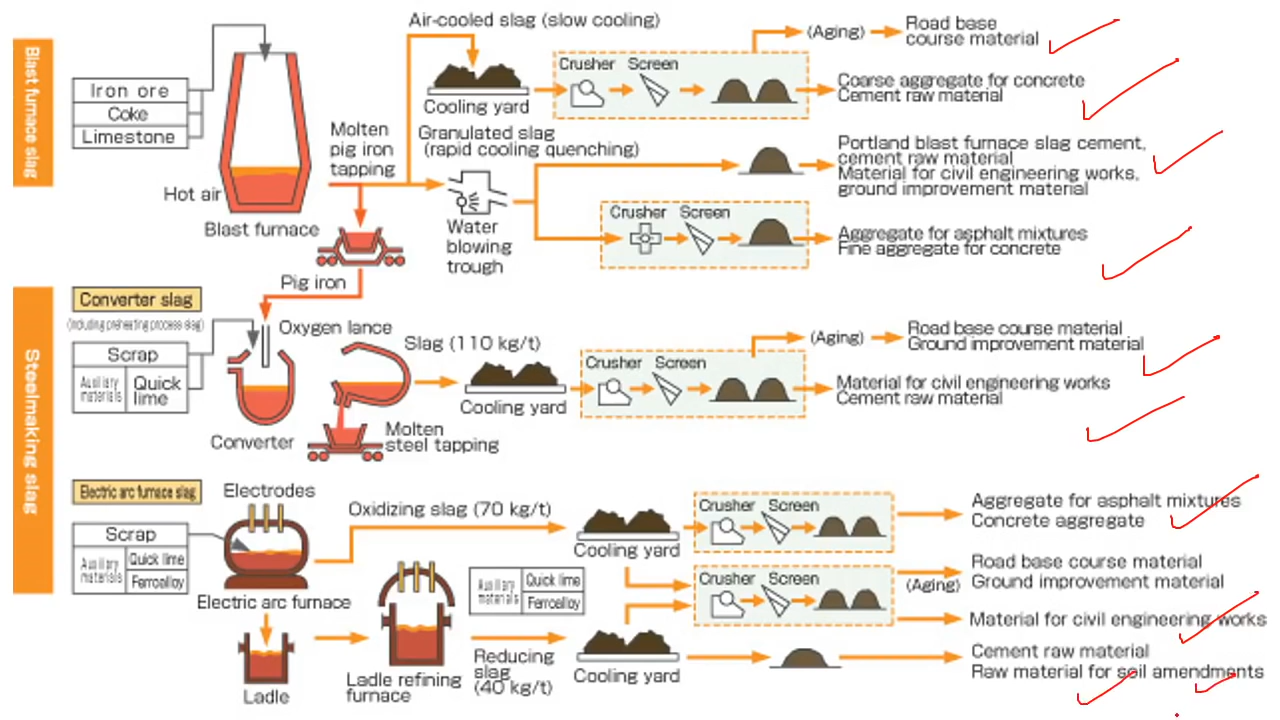 Blast furnace slag
Iron ore
Coke
Limestone
Hot air
Blast furnace
Molten
pig iron
tapping
Air-cooled slag (slow cooling)
Cooling yard
Crusher Screen
(Aging)
Road base
course material
Coarse aggregate for concrete
Cement raw material
Granulated slag
(rapid cooling quenching)
Water
blowing
trough
Portland blast furnace slag cement,
cement raw material
Material for civil engineering works,
ground improvement material
Crusher Screen
Aggregate for asphalt mixtures
Fine aggregate for concrete
Pig iron
Steelmaking slag
Converter slag
(Including preheating process slag)
Scrap
Auxiliary
materials
Quick
lime
Oxygen lance
Converter
Molten
steel tapping
Slag (110 kg/t)
Cooling yard
Crusher Screen
(Aging)
Road base course material
Ground improvement material
Material for civil engineering works
Cement raw material
Electric arc furnace slag
Scrap
Auxiliary
materials
Quick lime
Ferroalloy
Electrodes
Electric arc furnace
Ladle
Oxidizing slag (70 kg/t)
Cooling yard
Crusher Screen
Aggregate for asphalt mixtures
Concrete aggregate
Ladle refining
furnace
Auxiliary
materials
Quick lime
Ferroalloy
Reducing
slag
(40 kg/t)
Cooling yard
Crusher Screen
(Aging)
Road base course material
Ground improvement material
Material for civil engineering works
Cement raw material
Raw material for soil amendments